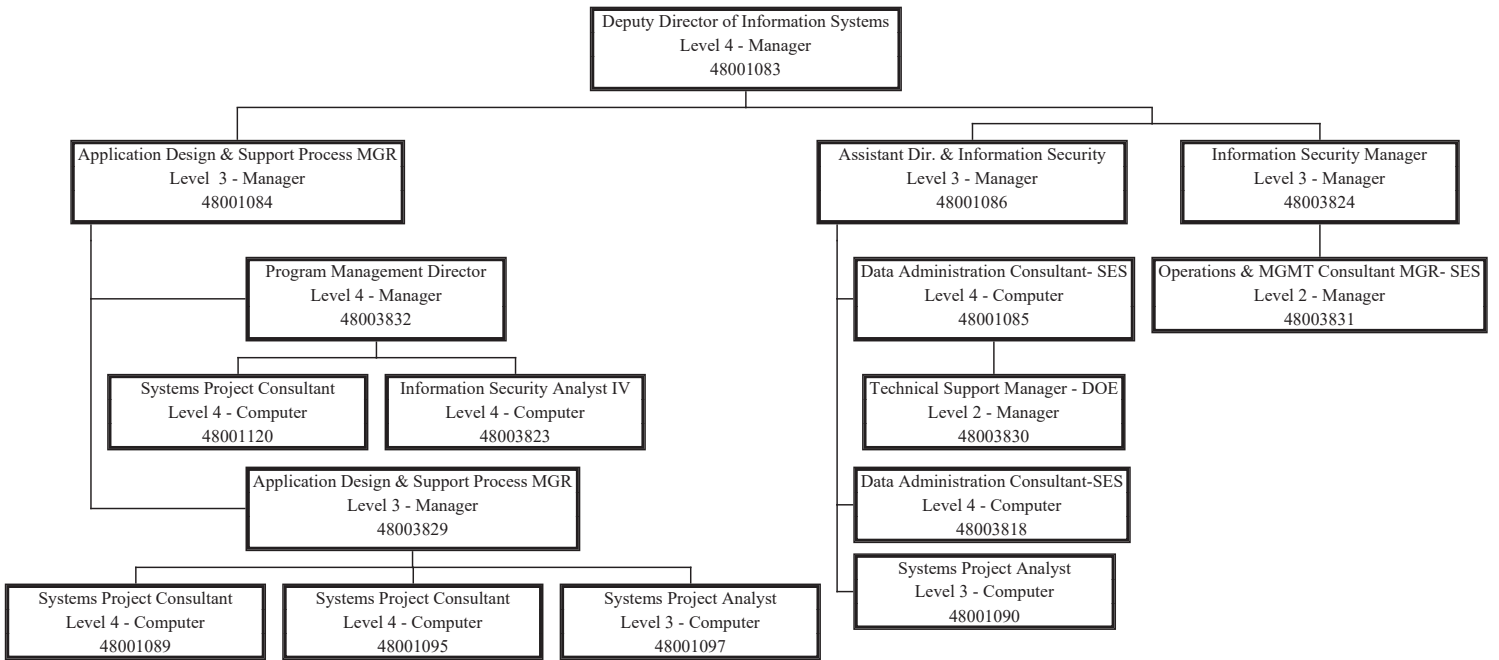 Deputy Director of Information Systems
Level 4 - Manager
48001083
Application Design & Support Process MGR
Level 3 - Manager
48001084
Assistant Dir. & Information Security
Level 3 - Manager
48001086
Information Security Manager
Level 3 - Manager
48003824
Program Management Director
Level 4 - Manager
48003832
Data Administration Consultant- SES
Level 4 - Computer
48001085
Operations & MGMT Consultant MGR- SES
Level 2 - Manager
48003831
Systems Project Consultant
Level 4 - Computer
48001120
Information Security Analyst IV
Level 4 - Computer
48003823
Technical Support Manager - DOE
Level 2 - Manager
48003830
Application Design & Support Process MGR
Level 3 - Manager
48003829
Data Administration Consultant-SES
Level 4 - Computer
48003818
Systems Project Analyst
Level 3 - Computer
48001090
Systems Project Consultant
Level 4 - Computer
48001089
Systems Project Consultant
Level 4 - Computer
48001095
Systems Project Analyst
Level 3 - Computer
48001097